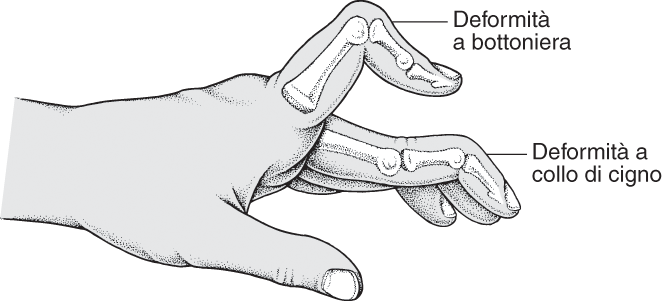 Deformità
a bottoniera
Deformità a
collo di cigno